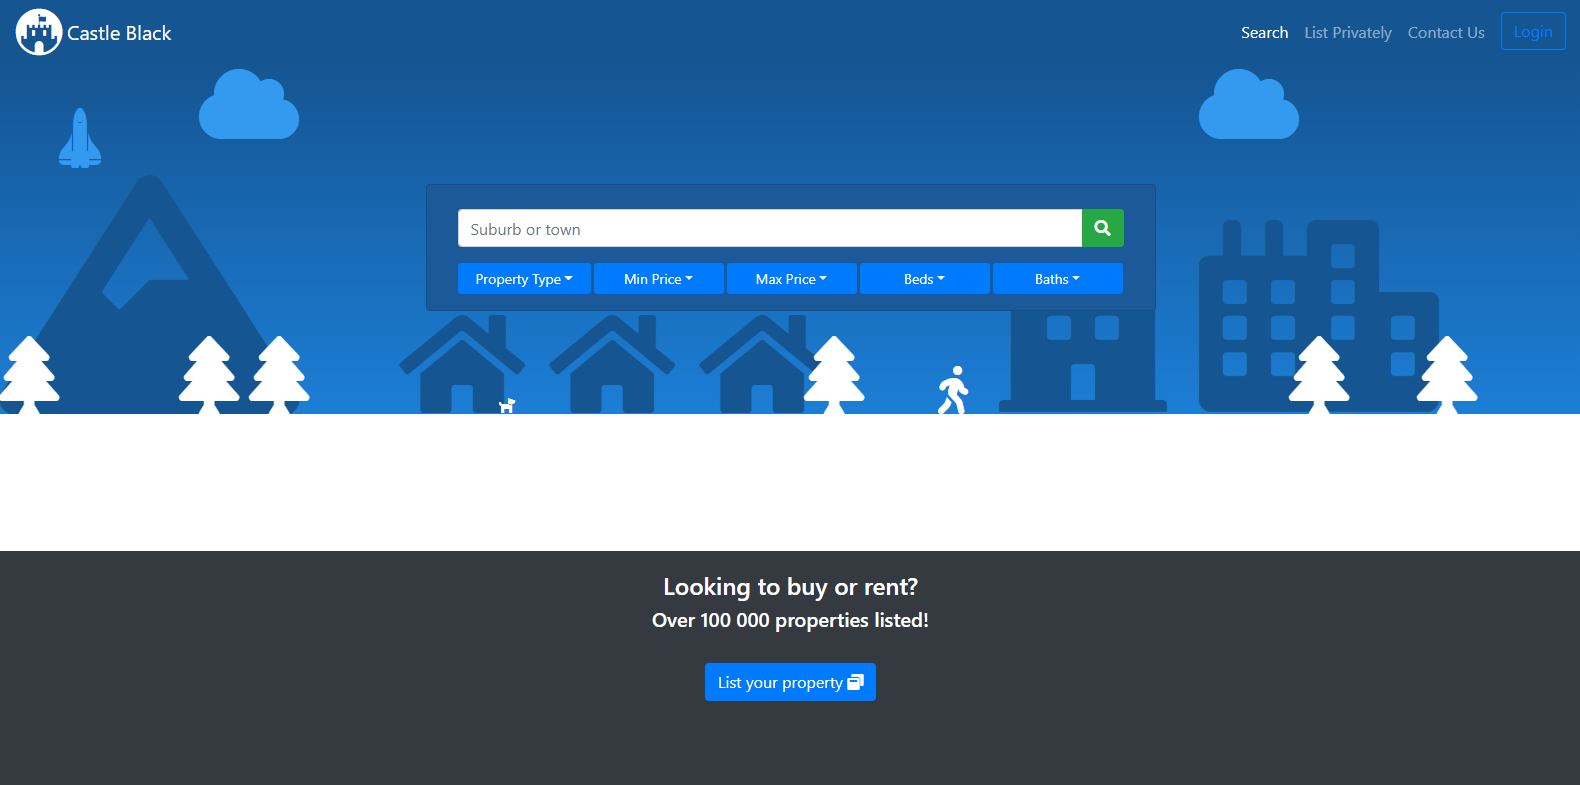 Castle Black
Search List Privately Contact Us Login
Suburb or town
Property Type Min Price Max Price Beds Baths
Looking to buy or rent?
Over 100 000 properties listed!
List your property